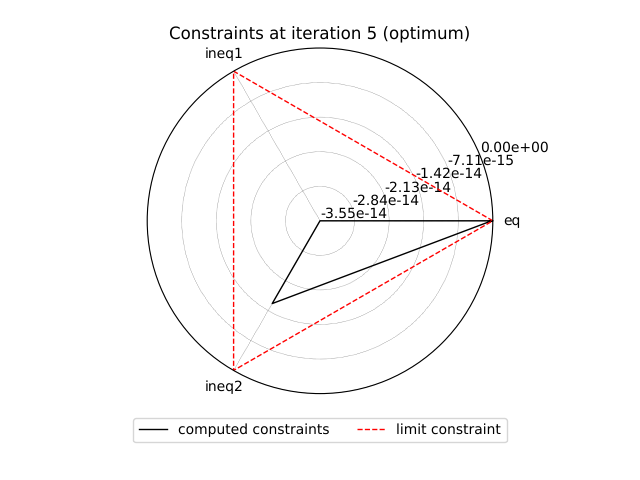 Constraints at iteration 5 (optimum)
ineq1
0.00e+00
-7.11e-15
-1.42e-14
-2.13e-14
-2.84e-14
-3.55e-14
eq
ineq2
computed constraints
limit constraint